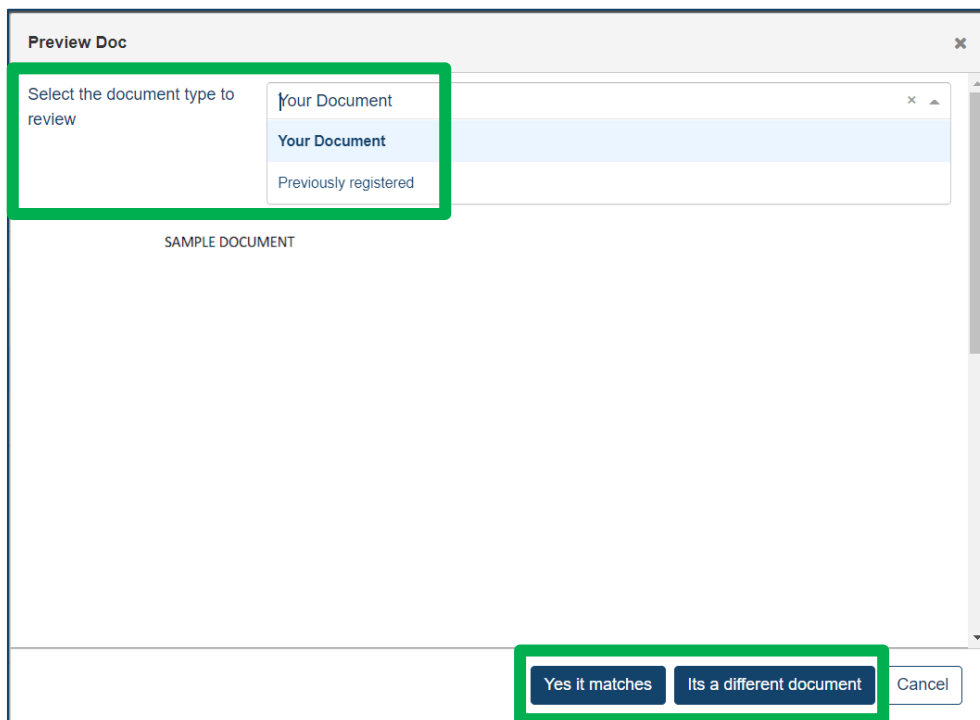 Preview Doc
Select the document type to
review
Your Document
Your Document
Previously registered
SAMPLE DOCUMENT
Yes it matches
Its a different document
Cancel